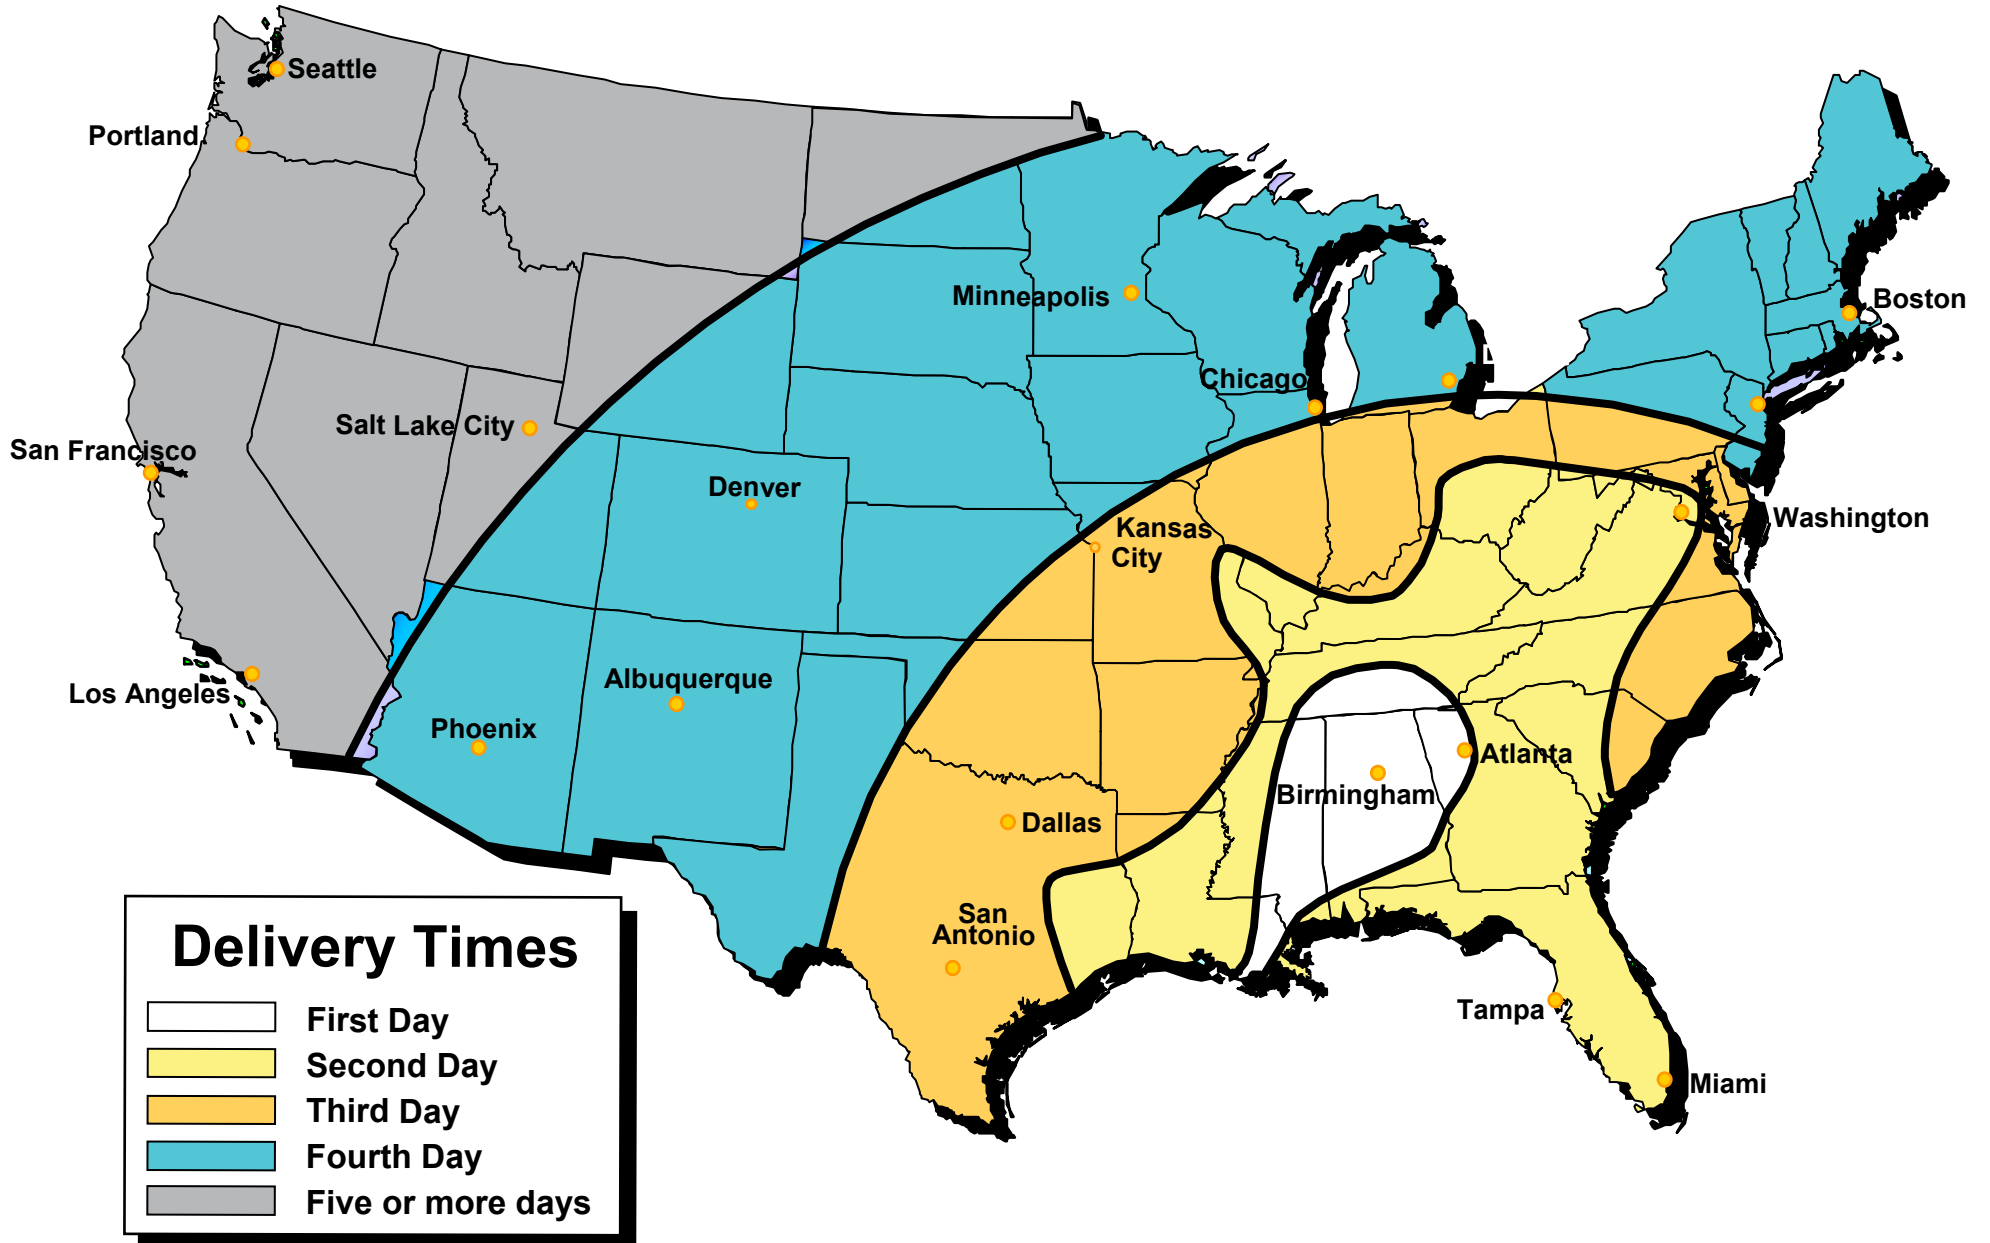 Seattle
Portland
Minneapolis
Boston
Chicago
Salt Lake City
San Francisco
Denver
Kansas
City
Washington
Albuquerque
Los Angeles
Phoenix
Atlanta
Birmingham
Dallas
San
Antonio
Tampa
Miami
Delivery Times
First Day
Second Day
Third Day
Fourth Day
Five or more days